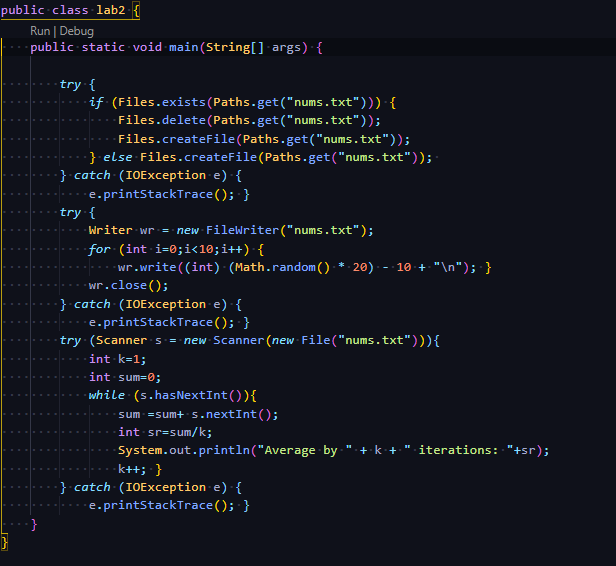 public class lab2 {
Run | Debug
public static void main(String[] args) {
try {
if (Files.exists(Paths.get("nums.txt"))) {
Files.delete(Paths.get("nums.txt"));
Files.createFile(Paths.get("nums.txt"));
} else Files.createFile(Paths.get("nums.txt"));
} catch (IOException e) {
e.printStackTrace(); }
try {
Writer wr = new FileWriter("nums.txt");
for (int i=0;i<10;i++) {
wr.write((int) (Math.random() * 20) - 10 + "\n"); }
wr.close();
} catch (IOException e) {
e.printStackTrace(); }
try (Scanner s = new Scanner(new File("nums.txt"))){
int k=1;
int sum=0;
while (s.hasNextInt()){
sum =sum+ s.nextInt();
int sr=sum/k;
System.out.println("Average by " + k + " iterations: "+sr);
k++; }
} catch (IOException e) {
e.printStackTrace(); }
}
}